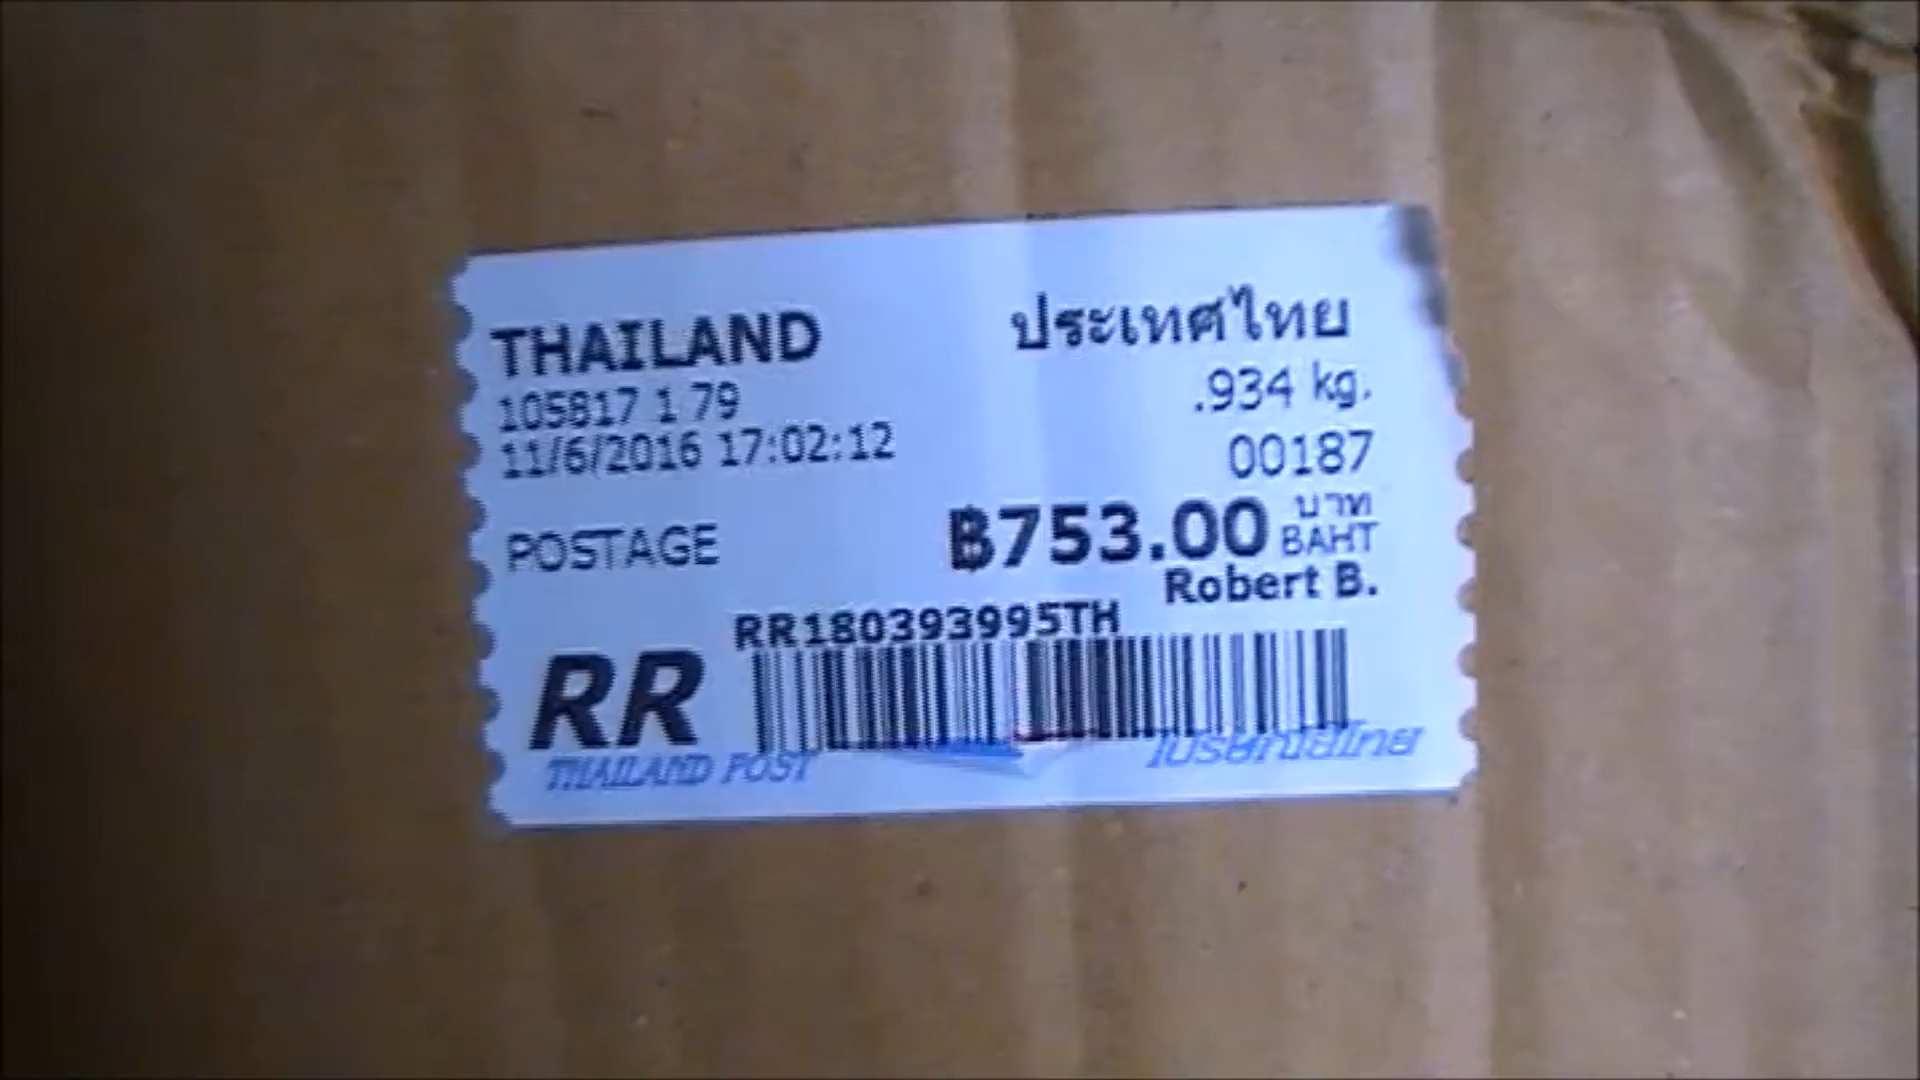 THAILAND ประเทศไทย
105817 1 79 .934 kg.
11/6/2016 17:02:12 00187
POSTAGE ฿753.00 บาท BAHT
Robert B.
RR180393995TH
RR
THAILAND POST ไปรษณีย์ไทย